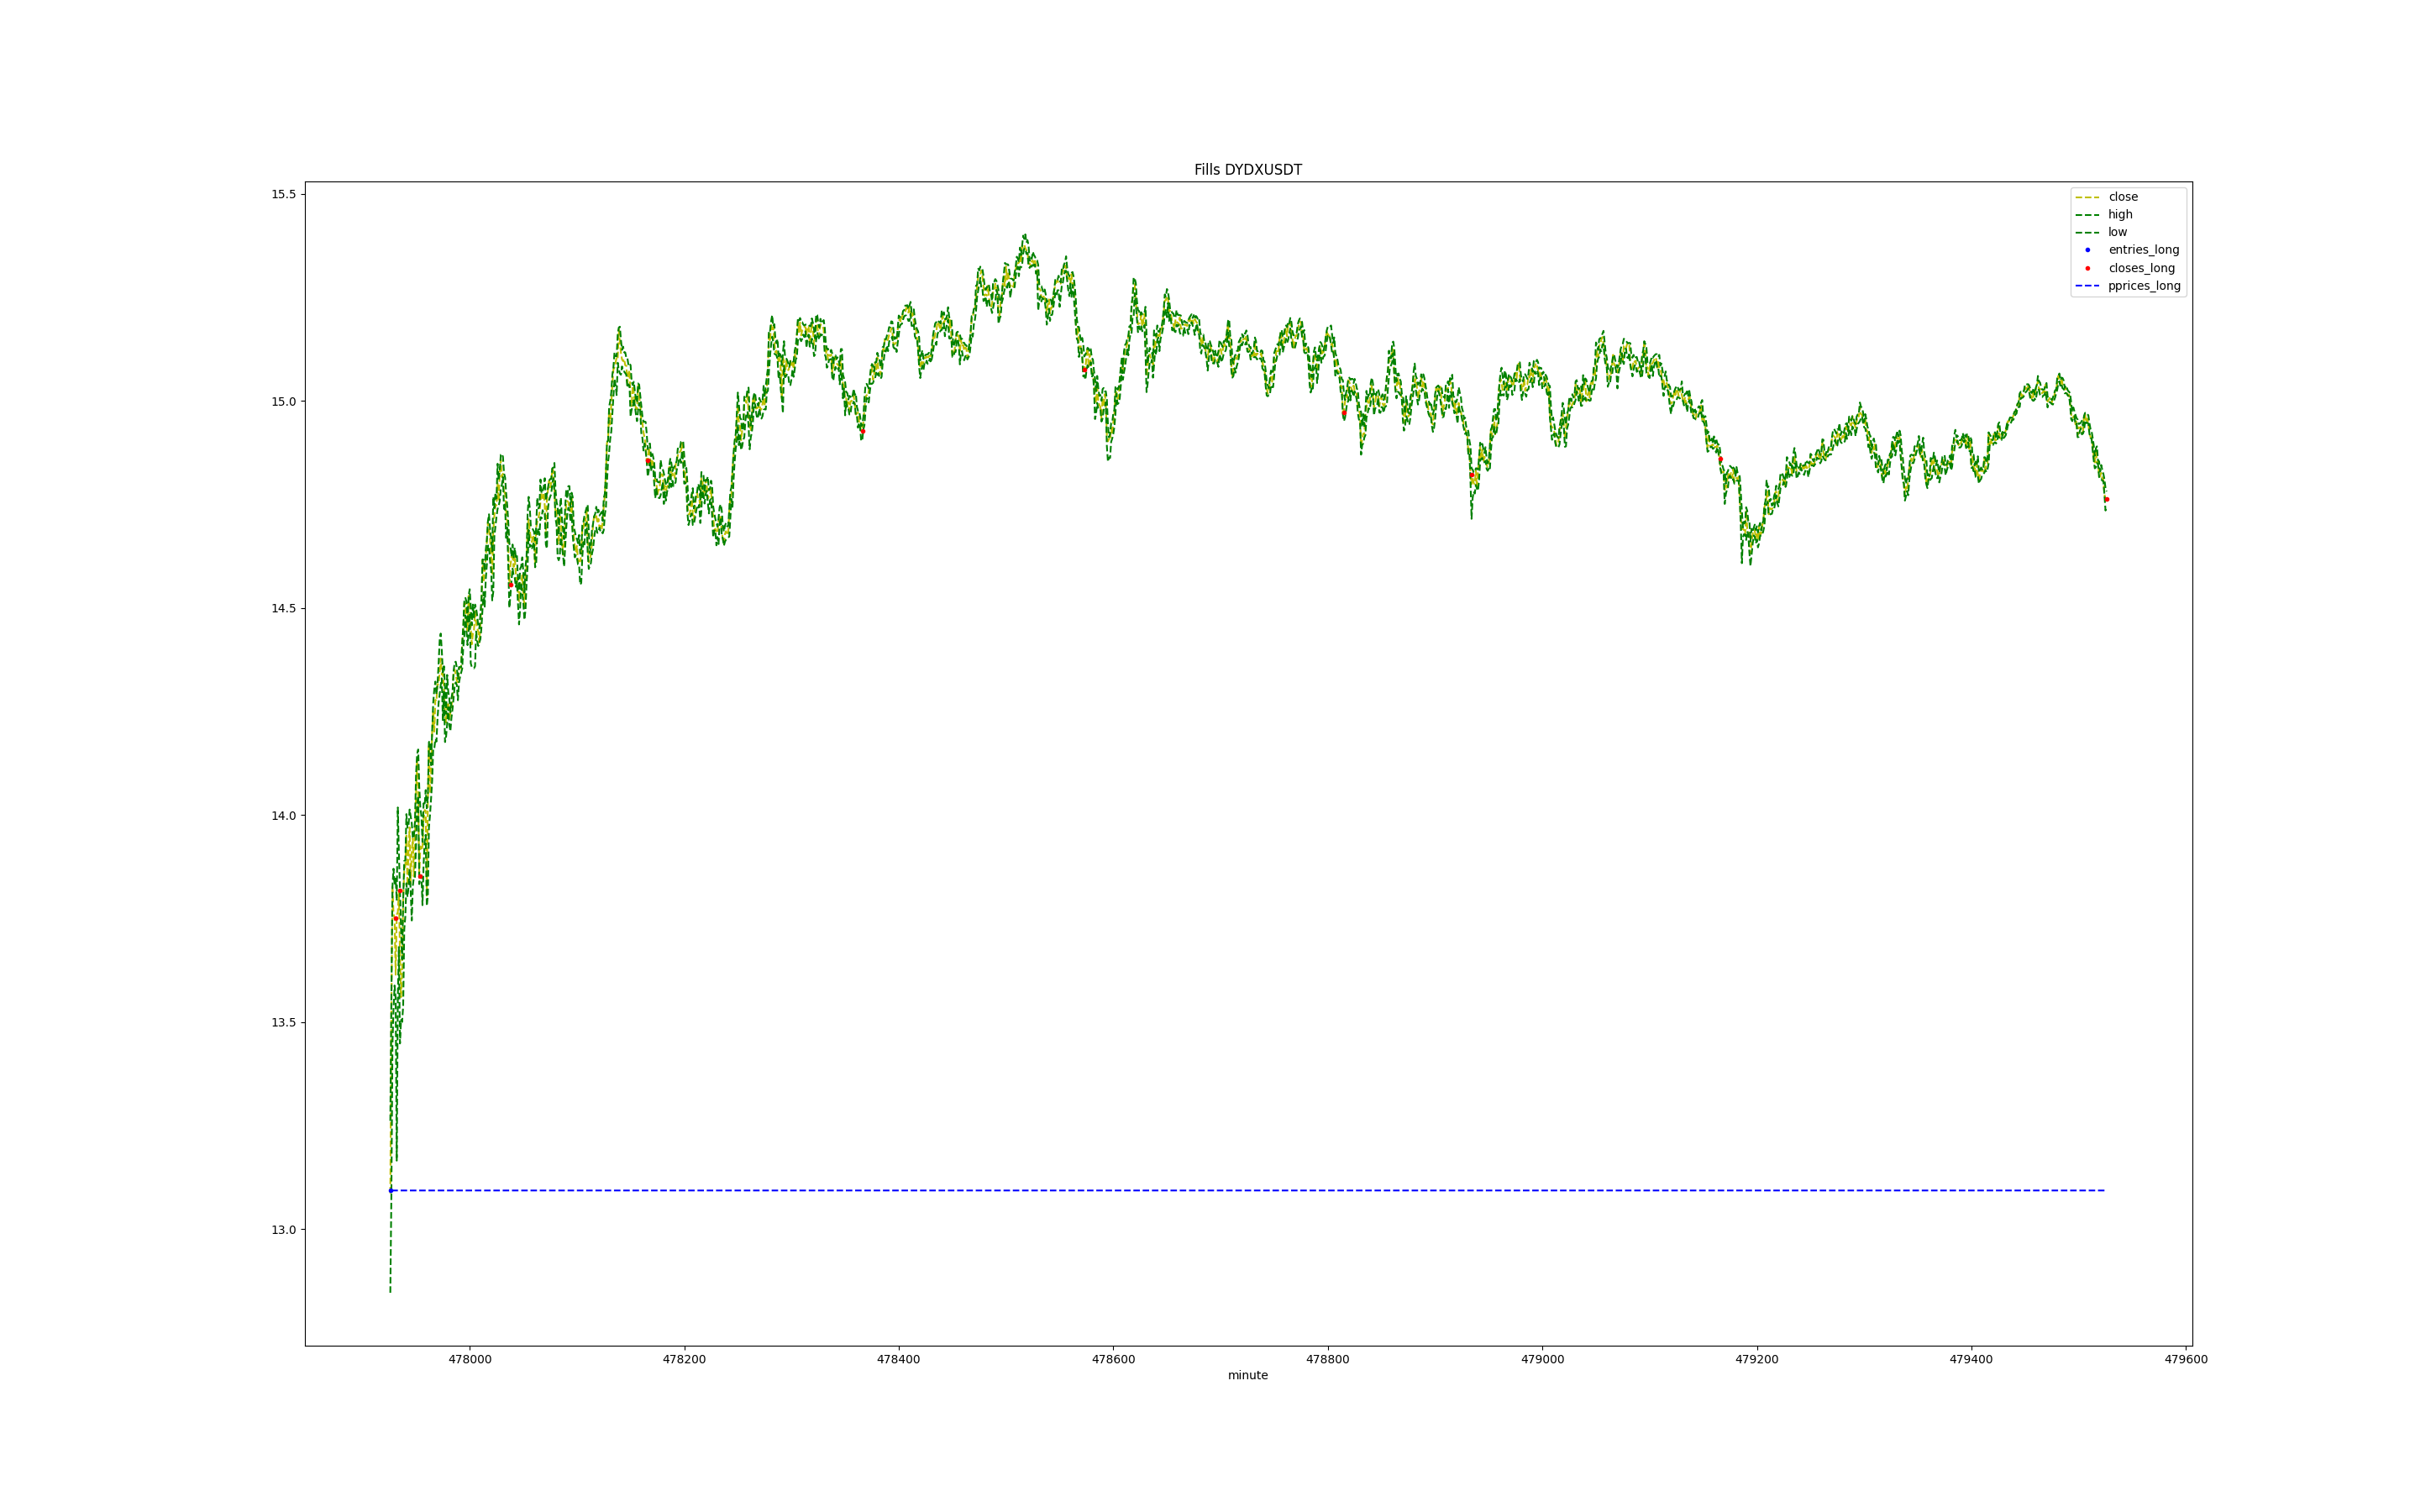 Fills DYDXUSDT
15.5
15.0
14.5
14.0
13.5
13.0
close
high
low
entries_long
closes_long
pprices_long
478000 478200 478400 478600 478800 479000 479200 479400 479600
minute